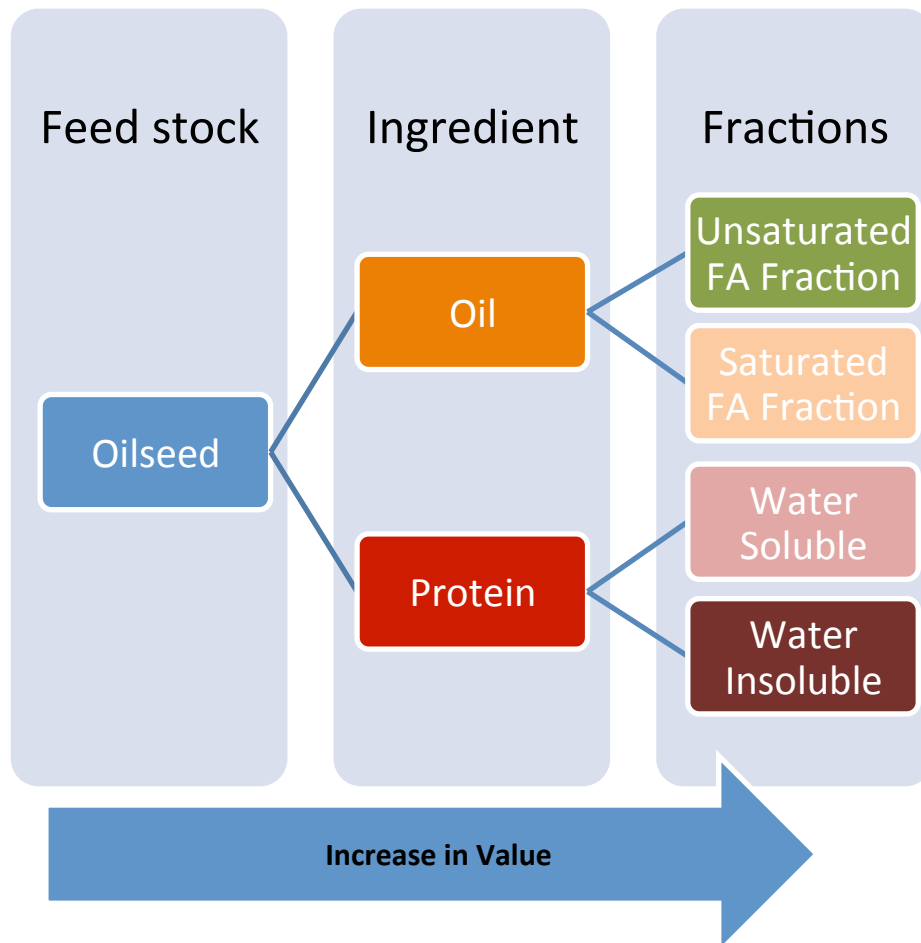 Feed stock
Ingredient
Fractions
Oilseed
Oil
Protein
Unsaturated
FA Fraction
Saturated
FA Fraction
Water
Soluble
Water
Insoluble
Increase in Value